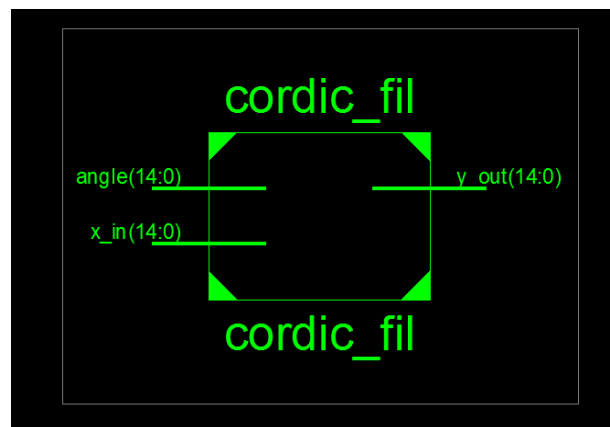 cordic_fil
angle(14:0)
y_out(14:0)
x_in(14:0)
cordic_fil